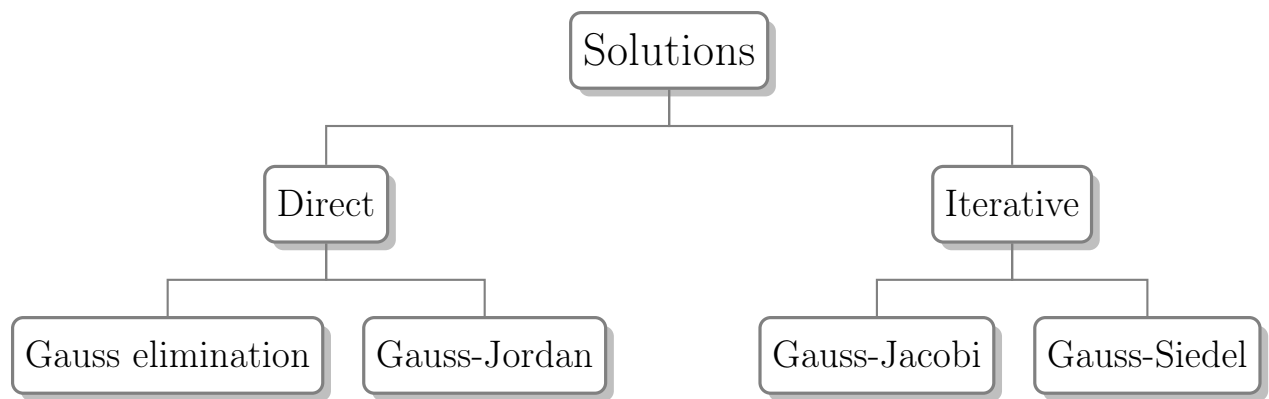 Solutions
Direct
Iterative
Gauss elimination
Gauss-Jordan
Gauss-Jacobi
Gauss-Siedel